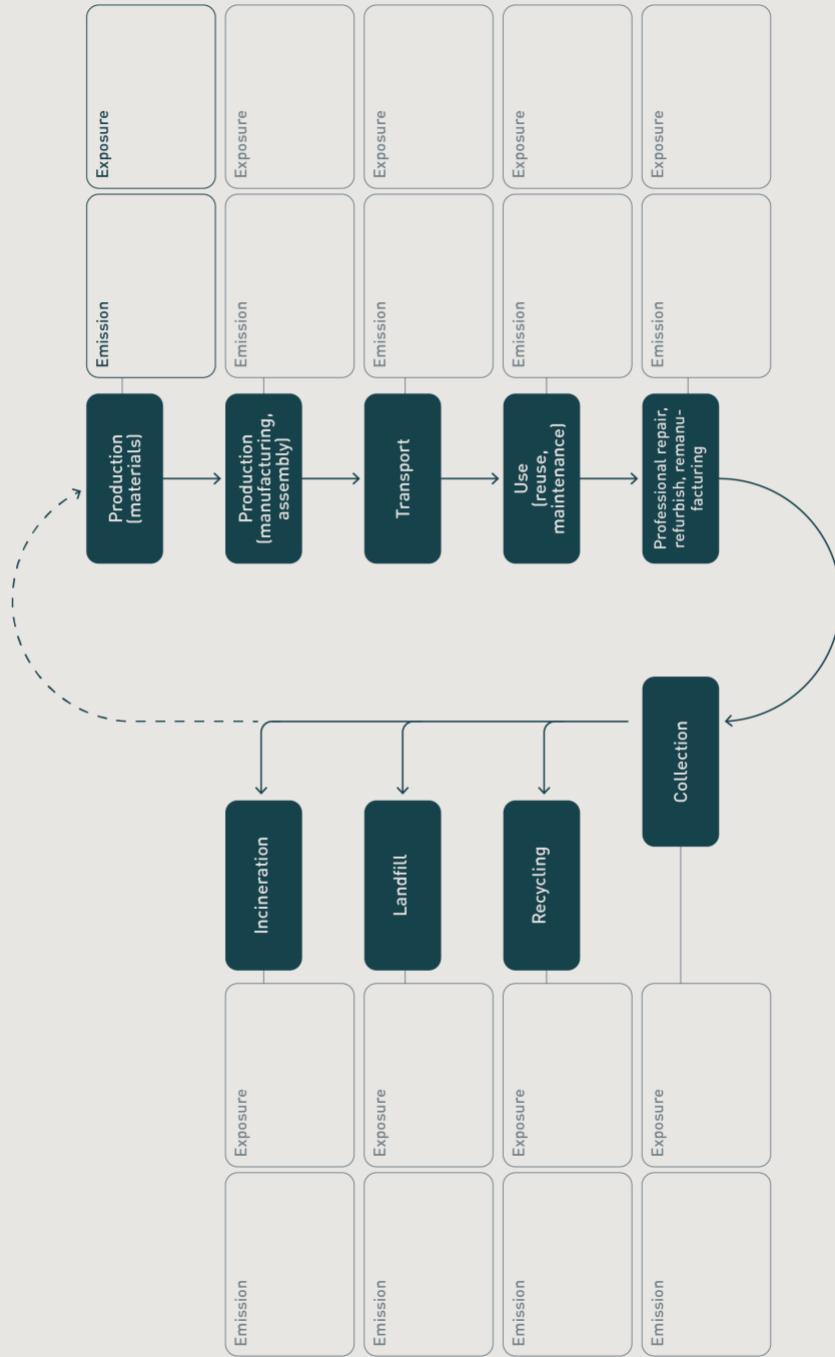 Production
(materials)
Emission
Exposure
Emission
Exposure
Incineration
Production
(manufacturing,
assembly)
Emission
Exposure
Emission
Exposure
Landfill
Transport
Emission
Exposure
Emission
Exposure
Recycling
Use
(reuse,
maintenance)
Emission
Exposure
Emission
Exposure
Collection
Professional repair,
refurbish, remanu-
facturing
Emission
Exposure